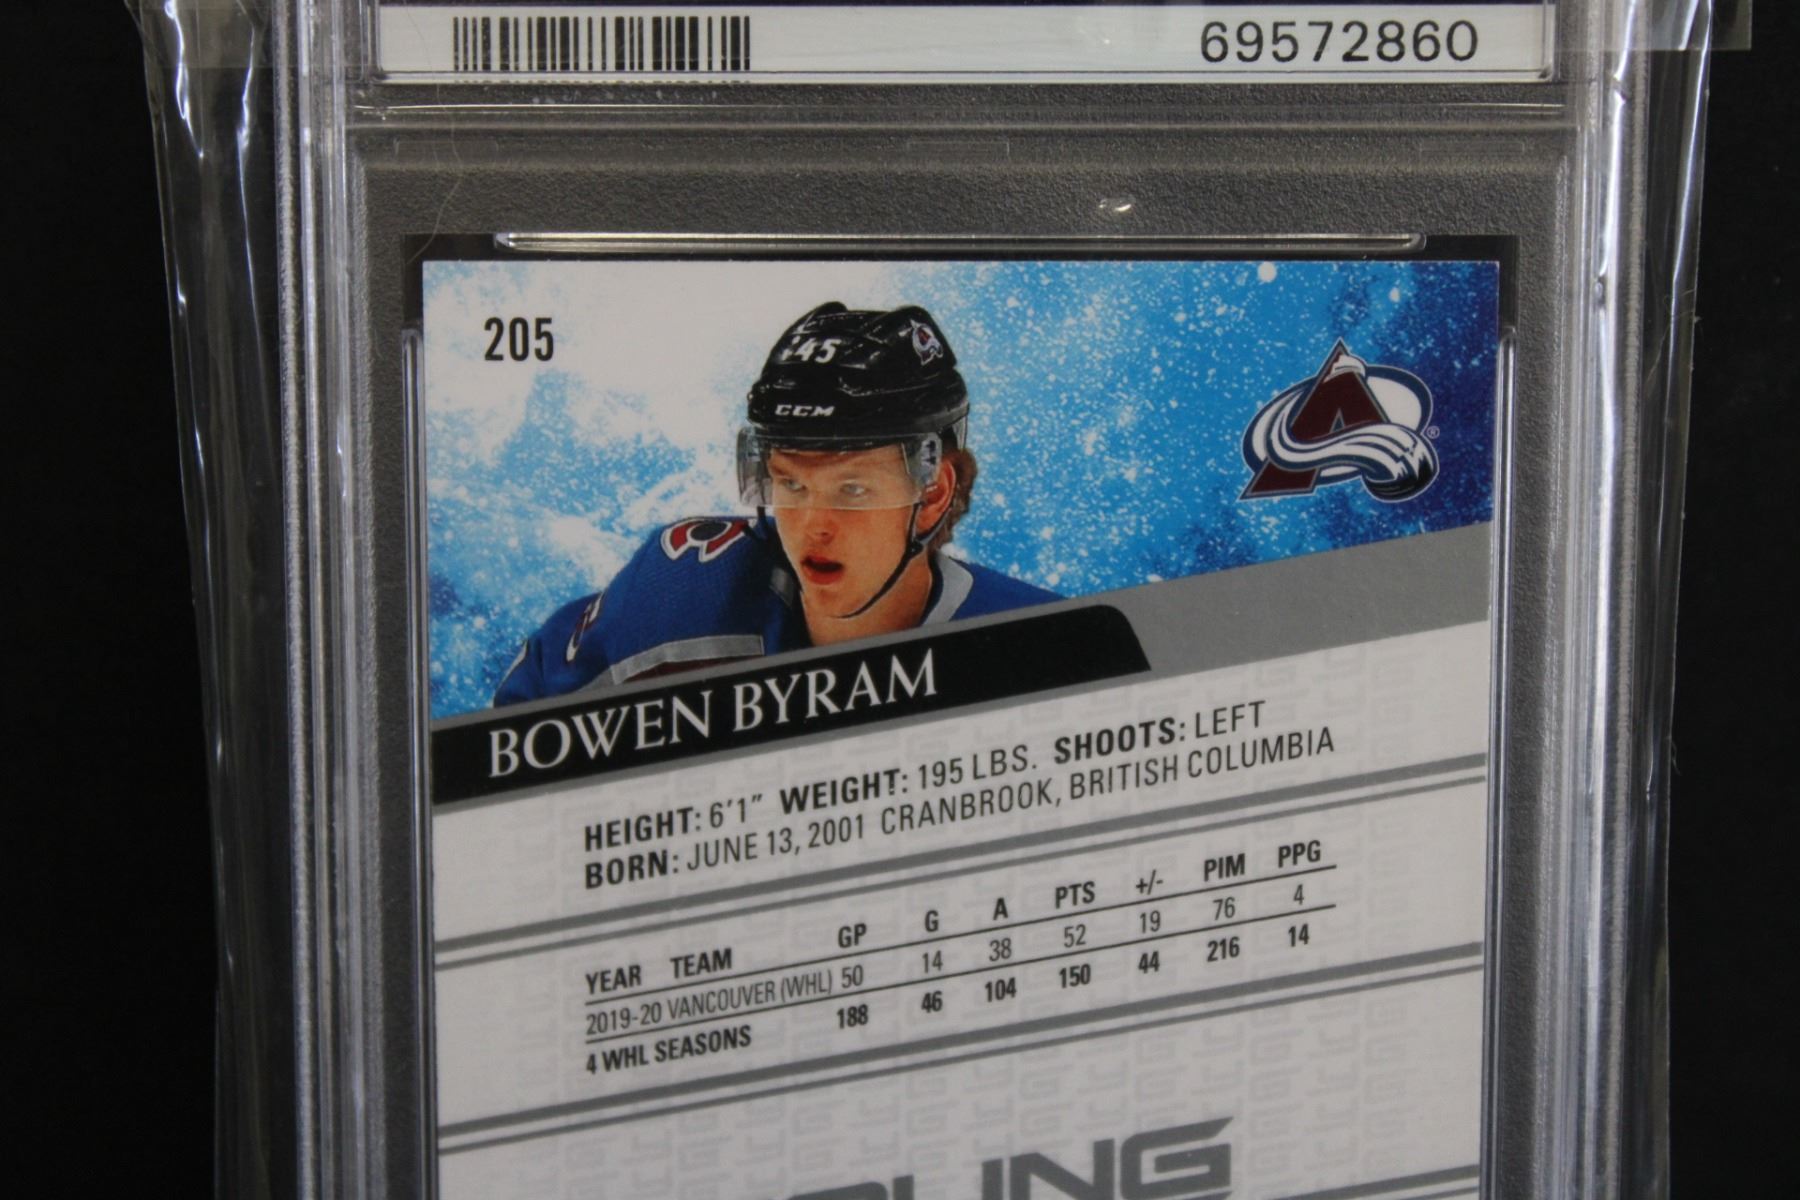 69572860
205
45
CCM
®
BOWEN BYRAM
HEIGHT: 6'1" WEIGHT: 195 LBS. SHOOTS: LEFT
BORN: JUNE 13, 2001 CRANBROOK, BRITISH COLUMBIA
YEAR TEAM GP G A PTS +/- PIM PPG
2019-20 VANCOUVER (WHL) 50 14 38 52 19 76 4
4 WHL SEASONS 188 46 104 150 44 216 14